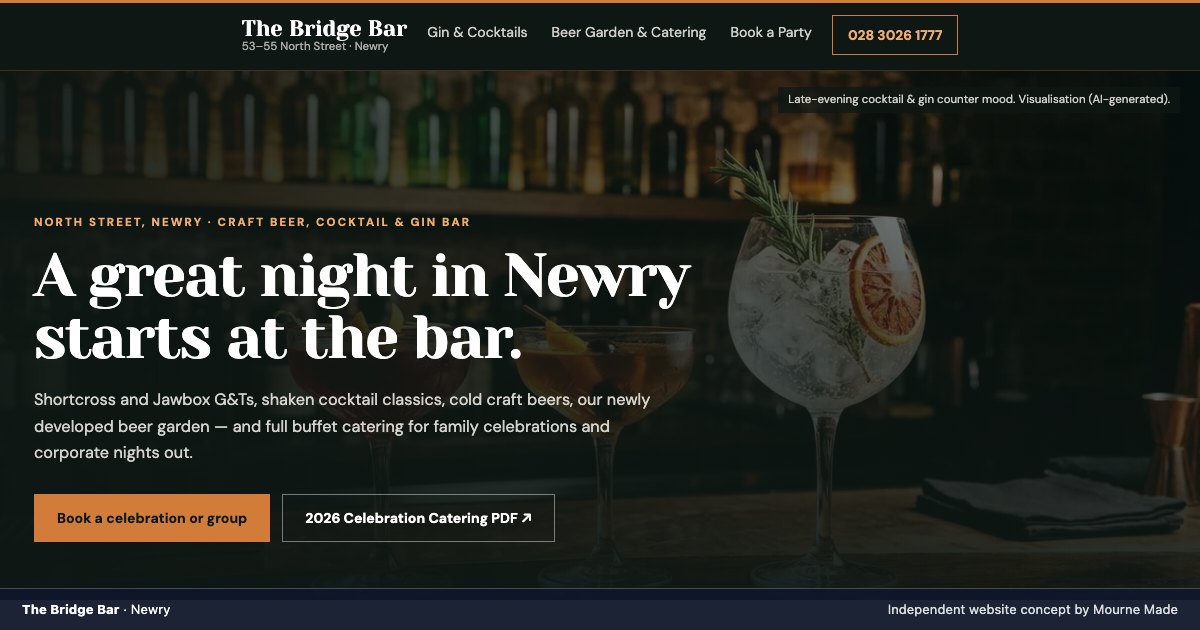 The Bridge Bar
53–55 North Street · Newry
Gin & Cocktails
Beer Garden & Catering
Book a Party
028 3026 1777
Late-evening cocktail & gin counter mood. Visualisation (AI-generated).
NORTH STREET, NEWRY · CRAFT BEER, COCKTAIL & GIN BAR
A great night in Newry
starts at the bar.
Shortcross and Jawbox G&Ts, shaken cocktail classics, cold craft beers, our newly
developed beer garden — and full buffet catering for family celebrations and
corporate nights out.
Book a celebration or group
2026 Celebration Catering PDF ↗
The Bridge Bar · Newry
Independent website concept by Mourne Made